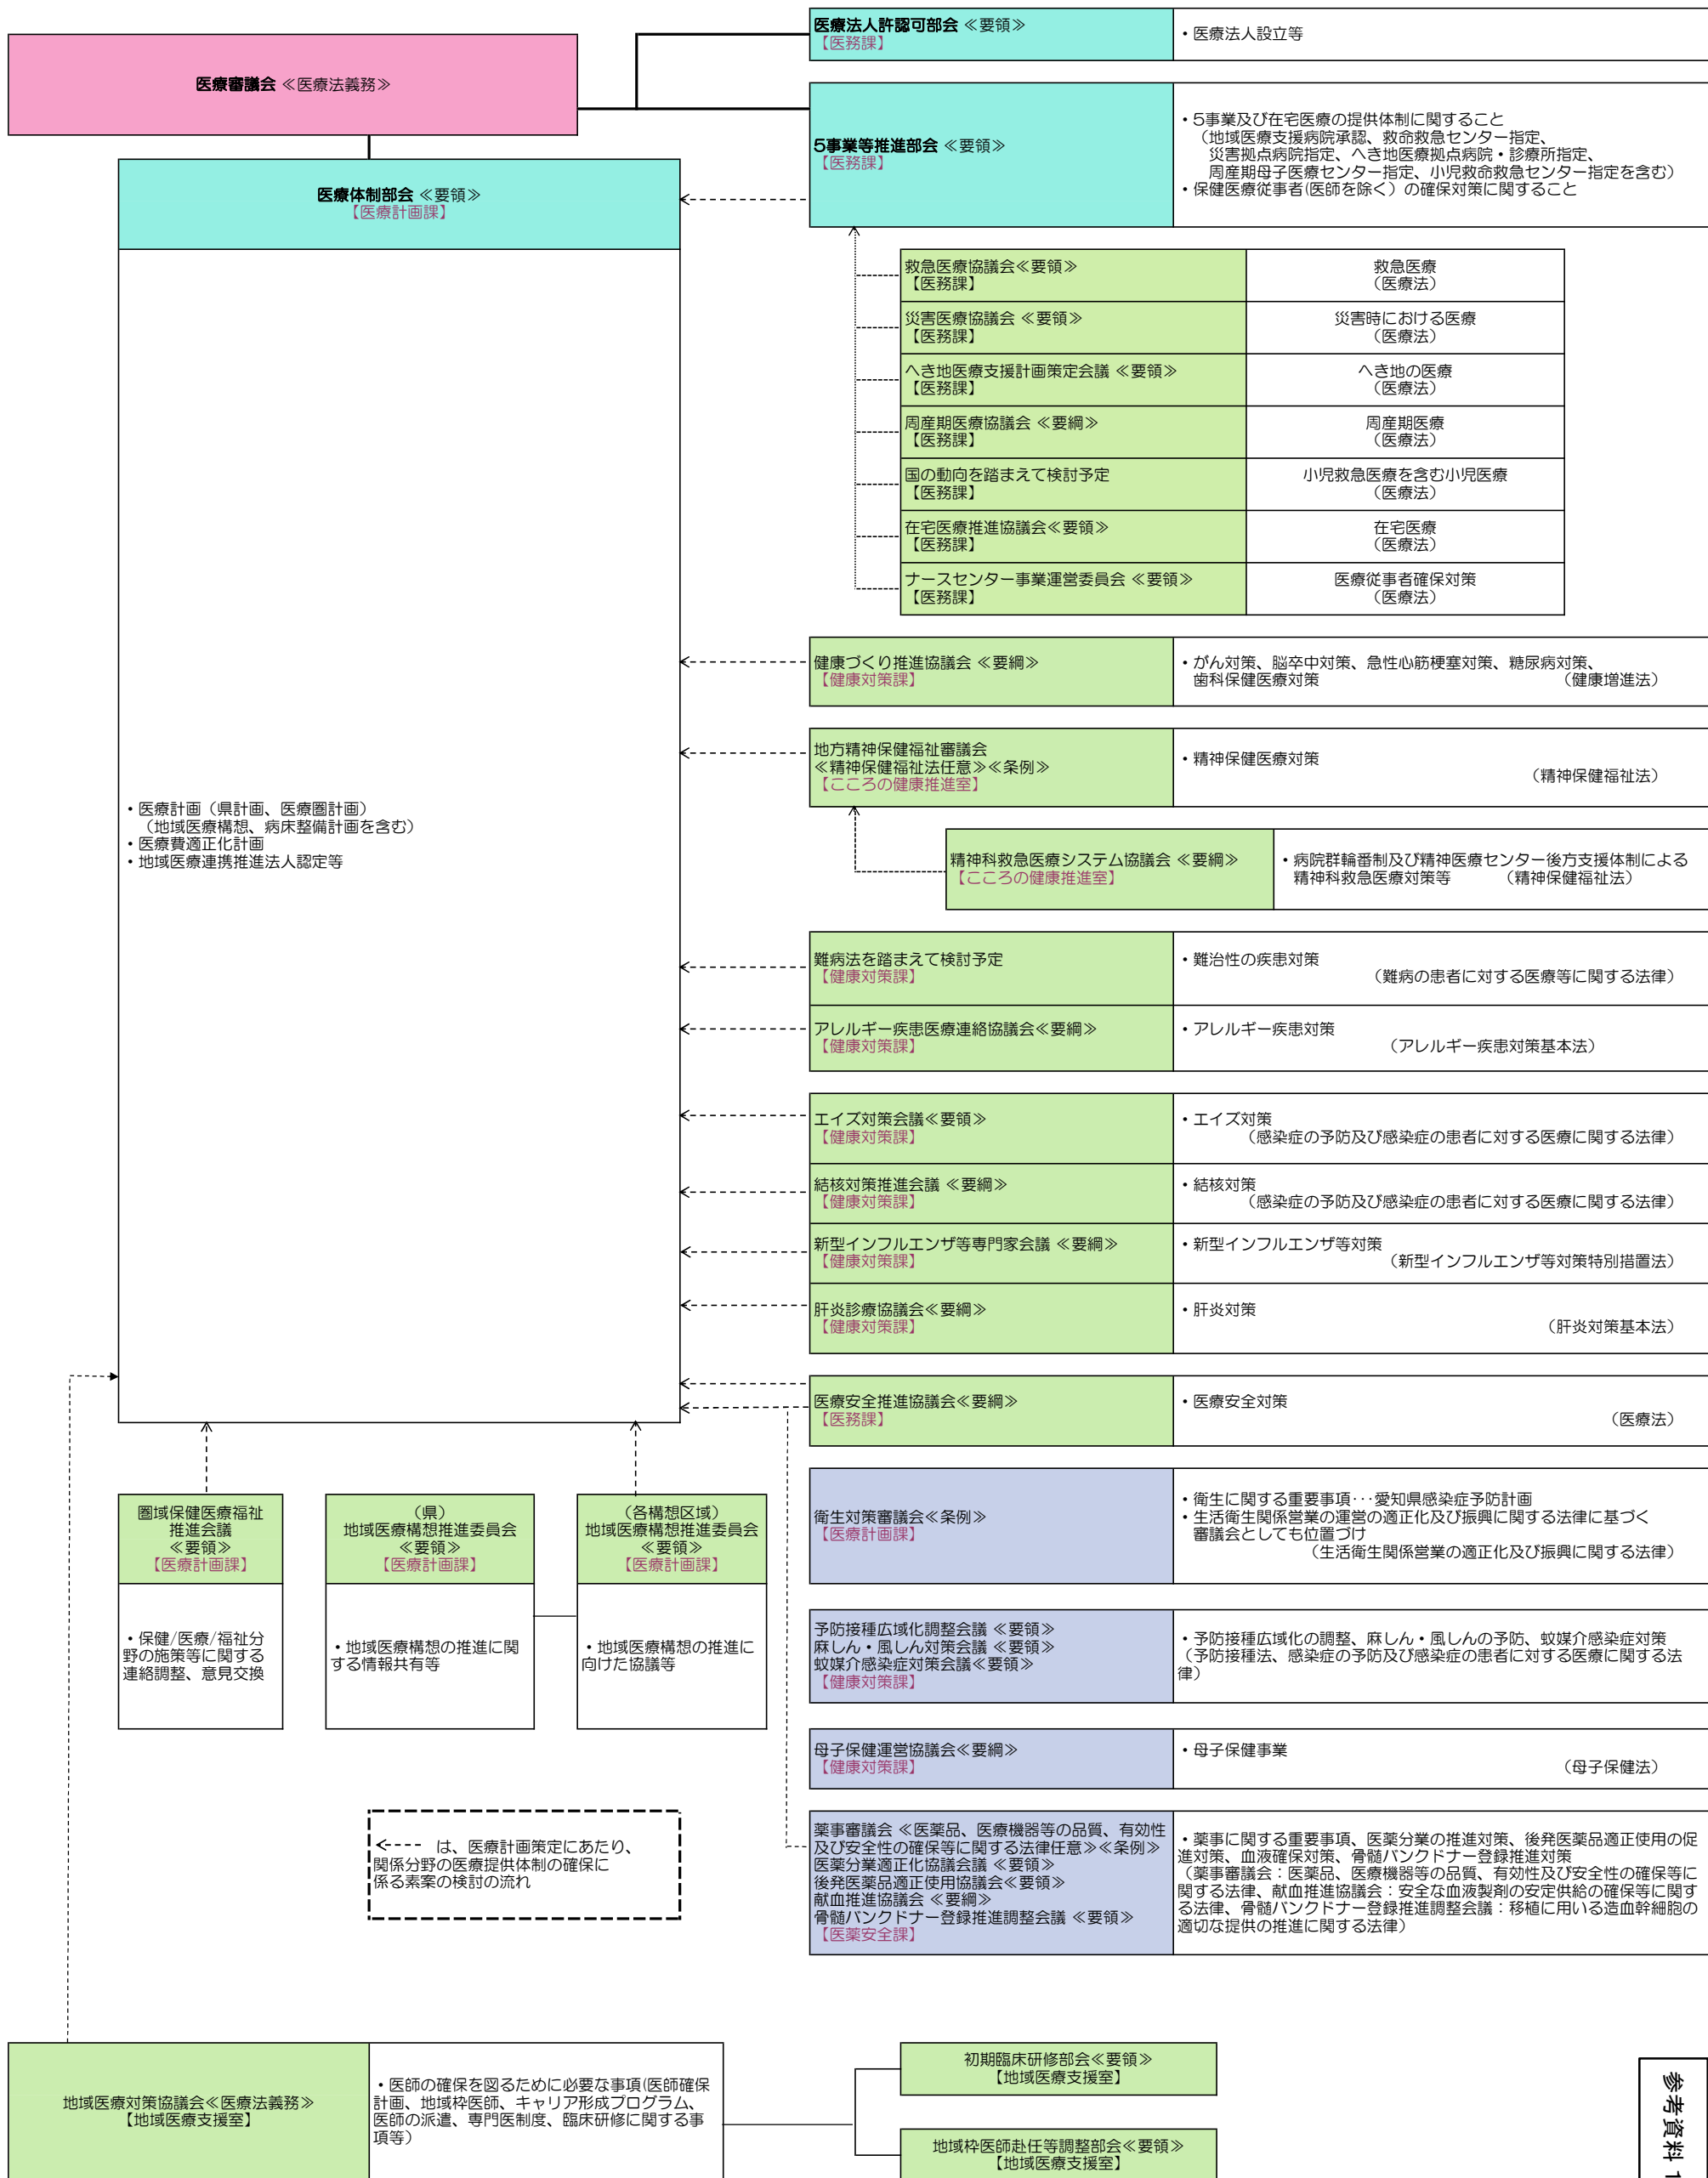 医療審議会 ≪医療法義務≫
医療法人許認可部会 ≪要領≫
【医務課】
・医療法人設立等
5事業等推進部会 ≪要領≫
【医務課】
・5事業及び在宅医療の提供体制に関すること
（地域医療支援病院承認、救命救急センター指定、
災害拠点病院指定、へき地医療拠点病院・診療所指定、
周産期母子医療センター指定、小児救命救急センター指定を含む）
・保健医療従事者(医師を除く）の確保対策に関すること
医療体制部会 ≪要領≫
【医療計画課】
・医療計画（県計画、医療圏計画）
（地域医療構想、病床整備計画を含む）
・医療費適正化計画
・地域医療連携推進法人認定等
救急医療協議会≪要領≫
【医務課】
救急医療
（医療法）
災害医療協議会 ≪要領≫
【医務課】
災害時における医療
（医療法）
へき地医療支援計画策定会議 ≪要領≫
【医務課】
へき地の医療
（医療法）
周産期医療協議会 ≪要綱≫
【医務課】
周産期医療
（医療法）
国の動向を踏まえて検討予定
【医務課】
小児救急医療を含む小児医療
（医療法）
在宅医療推進協議会≪要領≫
【医務課】
在宅医療
（医療法）
ナースセンター事業運営委員会 ≪要領≫
【医務課】
医療従事者確保対策
（医療法）
健康づくり推進協議会 ≪要綱≫
【健康対策課】
・がん対策、脳卒中対策、急性心筋梗塞対策、糖尿病対策、
歯科保健医療対策 （健康増進法）
地方精神保健福祉審議会
≪精神保健福祉法任意≫≪条例≫
【こころの健康推進室】
・精神保健医療対策
（精神保健福祉法）
精神科救急医療システム協議会 ≪要綱≫
【こころの健康推進室】
・病院群輪番制及び精神医療センター後方支援体制による
精神科救急医療対策等 （精神保健福祉法）
難病法を踏まえて検討予定
【健康対策課】
・難治性の疾患対策
（難病の患者に対する医療等に関する法律）
アレルギー疾患医療連絡協議会≪要綱≫
【健康対策課】
・アレルギー疾患対策
（アレルギー疾患対策基本法）
エイズ対策会議≪要領≫
【健康対策課】
・エイズ対策
（感染症の予防及び感染症の患者に対する医療に関する法律）
結核対策推進会議 ≪要綱≫
【健康対策課】
・結核対策
（感染症の予防及び感染症の患者に対する医療に関する法律）
新型インフルエンザ等専門家会議 ≪要綱≫
【健康対策課】
・新型インフルエンザ等対策
（新型インフルエンザ等対策特別措置法）
肝炎診療協議会≪要綱≫
【健康対策課】
・肝炎対策
（肝炎対策基本法）
医療安全推進協議会≪要綱≫
【医務課】
・医療安全対策
（医療法）
圏域保健医療福祉
推進会議
≪要領≫
【医療計画課】
・保健/医療/福祉分
野の施策等に関する
連絡調整、意見交換
（県）
地域医療構想推進委員会
≪要領≫
【医療計画課】
・地域医療構想の推進に関
する情報共有等
（各構想区域）
地域医療構想推進委員会
≪要領≫
【医療計画課】
・地域医療構想の推進に
向けた協議等
衛生対策審議会≪条例≫
【医療計画課】
・衛生に関する重要事項･･･愛知県感染症予防計画
・生活衛生関係営業の運営の適正化及び振興に関する法律に基づく
審議会としても位置づけ
（生活衛生関係営業の適正化及び振興に関する法律）
予防接種広域化調整会議 ≪要領≫
麻しん・風しん対策会議 ≪要領≫
蚊媒介感染症対策会議≪要領≫
【健康対策課】
・予防接種広域化の調整、麻しん・風しんの予防、蚊媒介感染症対策
（予防接種法、感染症の予防及び感染症の患者に対する医療に関する法
律）
母子保健運営協議会≪要綱≫
【健康対策課】
・母子保健事業
（母子保健法）
は、医療計画策定にあたり、
関係分野の医療提供体制の確保に
係る素案の検討の流れ
薬事審議会 ≪医薬品、医療機器等の品質、有効性
及び安全性の確保等に関する法律任意≫≪条例≫
医薬分業適正化協議会議 ≪要領≫
後発医薬品適正使用協議会≪要領≫
献血推進協議会 ≪要綱≫
骨髄バンクドナー登録推進調整会議 ≪要領≫
【医薬安全課】
・薬事に関する重要事項、医薬分業の推進対策、後発医薬品適正使用の促
進対策、血液確保対策、骨髄バンクドナー登録推進対策
（薬事審議会：医薬品、医療機器等の品質、有効性及び安全性の確保等に
関する法律、献血推進協議会：安全な血液製剤の安定供給の確保等に関す
る法律、骨髄バンクドナー登録推進調整会議：移植に用いる造血幹細胞の
適切な提供の推進に関する法律）
地域医療対策協議会≪医療法義務≫
【地域医療支援室】
・医師の確保を図るために必要な事項(医師確保
計画、地域枠医師、キャリア形成プログラム、
医師の派遣、専門医制度、臨床研修に関する事
項等）
初期臨床研修部会≪要領≫
【地域医療支援室】
地域枠医師赴任等調整部会≪要領≫
【地域医療支援室】
参考資料 1